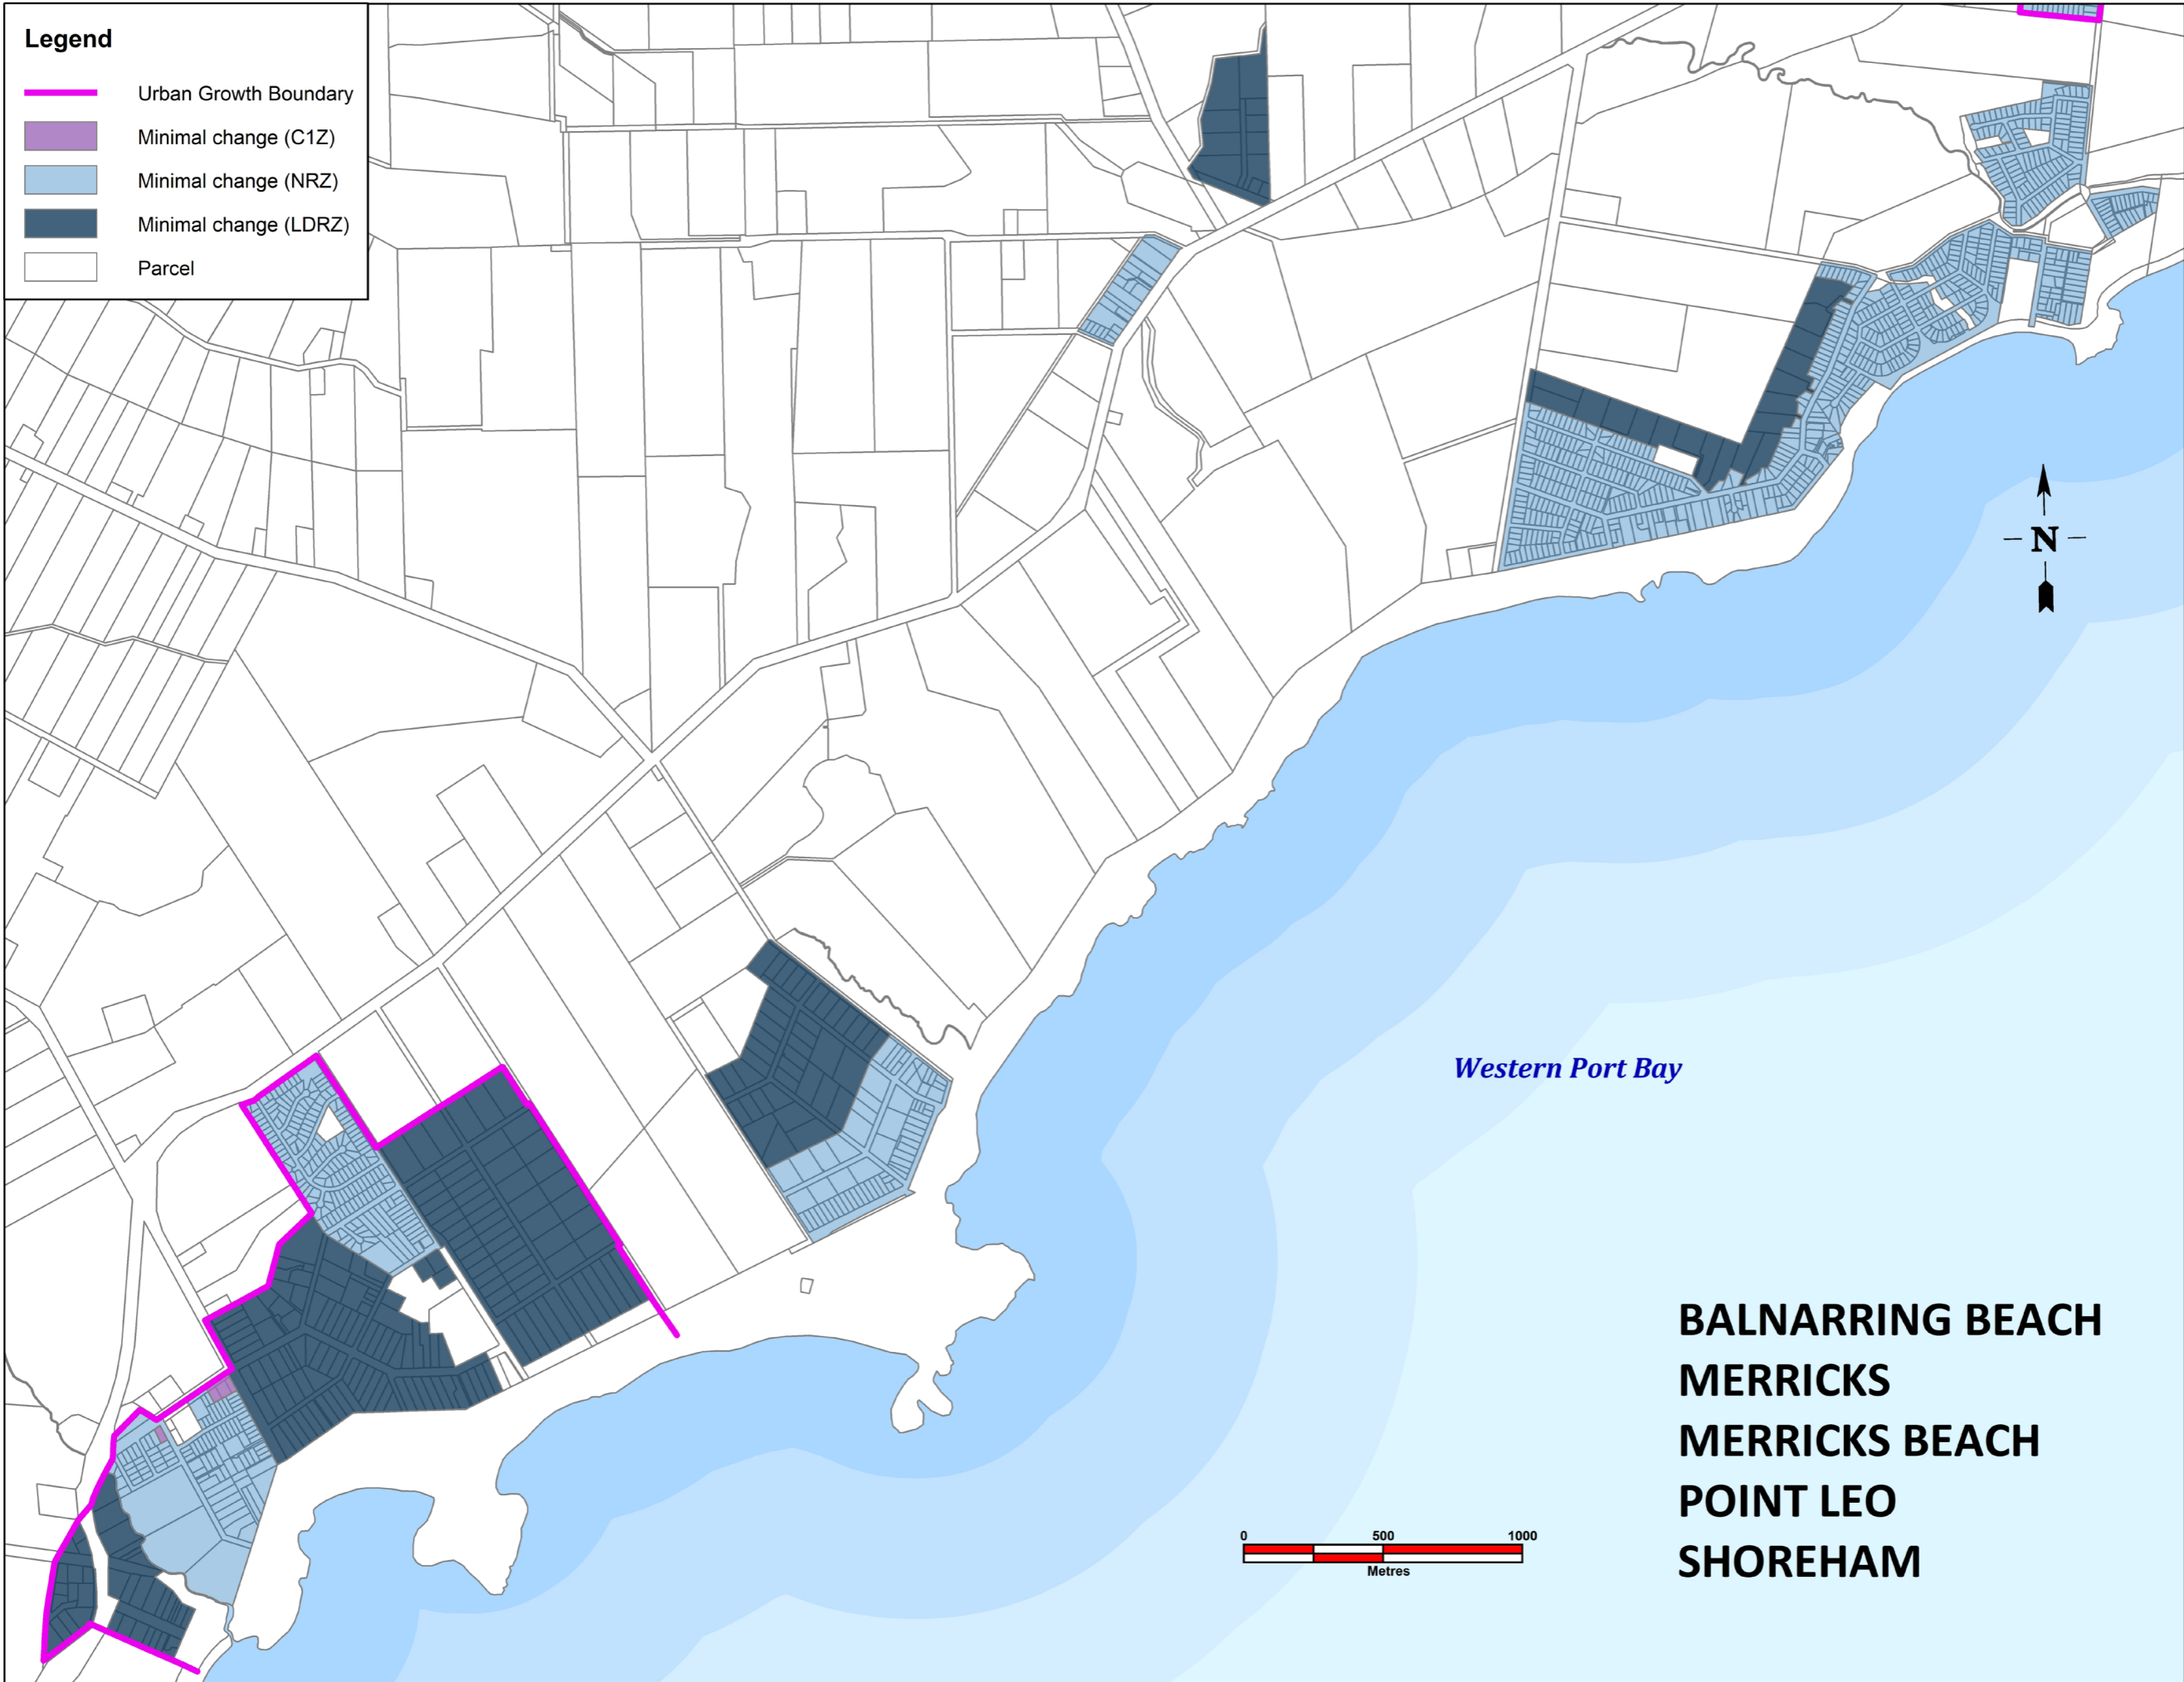 Legend
Urban Growth Boundary
Minimal change (C1Z)
Minimal change (NRZ)
Minimal change (LDRZ)
Parcel
N
Western Port Bay
BALNARRING BEACH
MERRICKS
MERRICKS BEACH
POINT LEO
SHOREHAM
0 500 1000
Metres